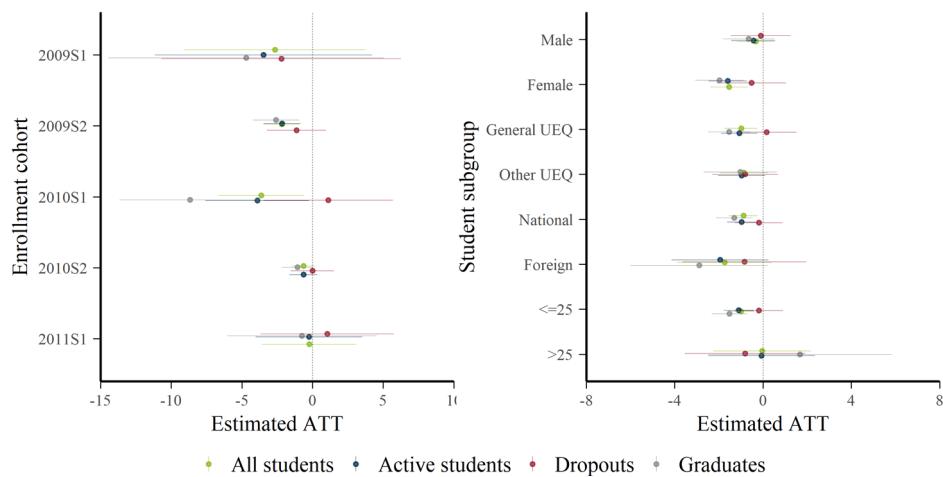 Enrollment cohort
2009S1
2009S2
2010S1
2010S2
2011S1
-15 -10 -5 0 5 10
Estimated ATT
Student subgroup
Male
Female
General UEQ
Other UEQ
National
Foreign
<=25
>25
-8 -4 0 4 8
Estimated ATT
All students Active students Dropouts Graduates